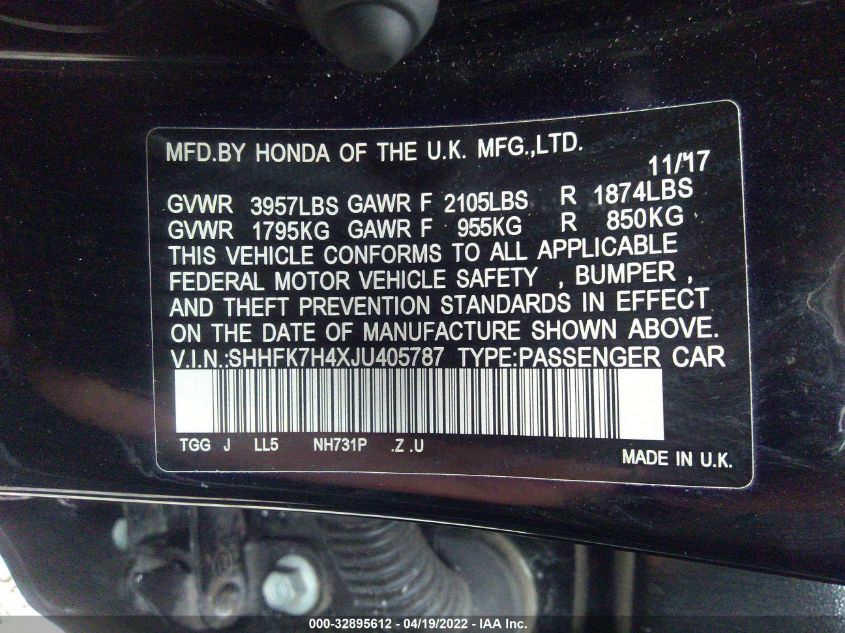 MFD.BY HONDA OF THE U.K. MFG.,LTD.
11/17
GVWR 3957LBS GAWR F 2105LBS R 1874LBS
GVWR 1795KG GAWR F 955KG R 850KG
THIS VEHICLE CONFORMS TO ALL APPLICABLE
FEDERAL MOTOR VEHICLE SAFETY , BUMPER ,
AND THEFT PREVENTION STANDARDS IN EFFECT
ON THE DATE OF MANUFACTURE SHOWN ABOVE.
V.I.N.:SHHFK7H4XJU405787 TYPE:PASSENGER CAR
TGG J LL5 NH731P .Z .U
MADE IN U.K.
000-32895612 - 04/19/2022 - IAA Inc.